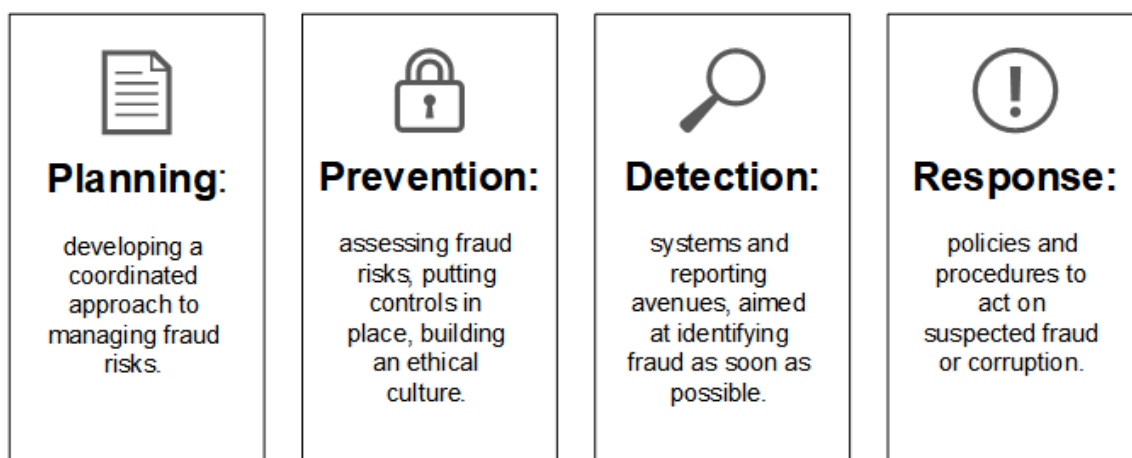 Planning:
developing a
coordinated
approach to
managing fraud
risks.
Prevention:
assessing fraud
risks, putting
controls in
place, building
an ethical
culture.
Detection:
systems and
reporting
avenues, aimed
at identifying
fraud as soon as
possible.
Response:
policies and
procedures to
act on
suspected fraud
or corruption.